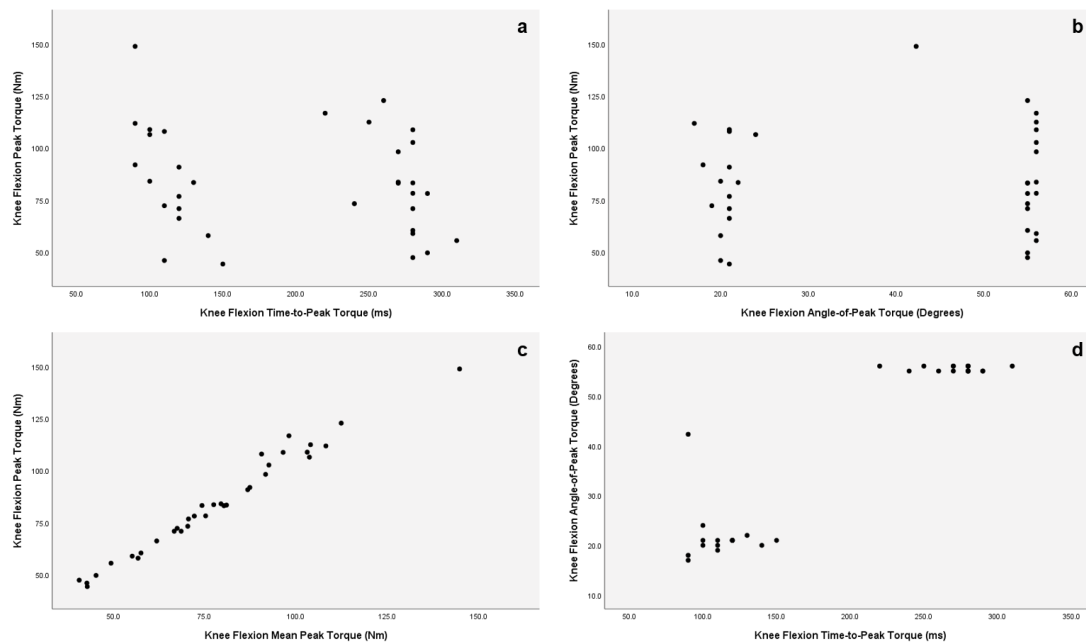 a
Knee Flexion Peak Torque (Nm)
150.0
125.0
100.0
75.0
50.0
50.0 100.0 150.0 200.0 250.0 300.0 350.0
Knee Flexion Time-to-Peak Torque (ms)
b
Knee Flexion Peak Torque (Nm)
150.0
125.0
100.0
75.0
50.0
10.0 20.0 30.0 40.0 50.0 60.0
Knee Flexion Angle-of-Peak Torque (Degrees)
c
Knee Flexion Peak Torque (Nm)
150.0
125.0
100.0
75.0
50.0
50.0 75.0 100.0 125.0 150.0
Knee Flexion Mean Peak Torque (Nm)
d
Knee Flexion Angle-of-Peak Torque (Degrees)
60.0
50.0
40.0
30.0
20.0
10.0
50.0 100.0 150.0 200.0 250.0 300.0 350.0
Knee Flexion Time-to-Peak Torque (ms)